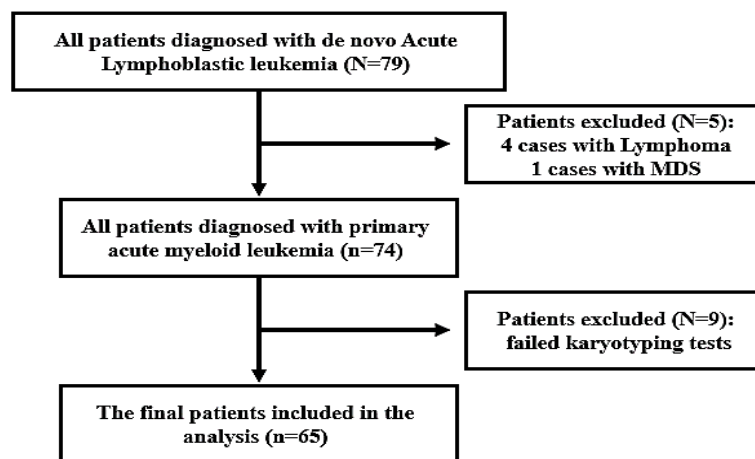 All patients diagnosed with de novo Acute
Lymphoblastic leukemia (N=79)
Patients excluded (N=5):
4 cases with Lymphoma
1 cases with MDS
All patients diagnosed with primary
acute myeloid leukemia (n=74)
Patients excluded (N=9):
failed karyotyping tests
The final patients included in the
analysis (n=65)